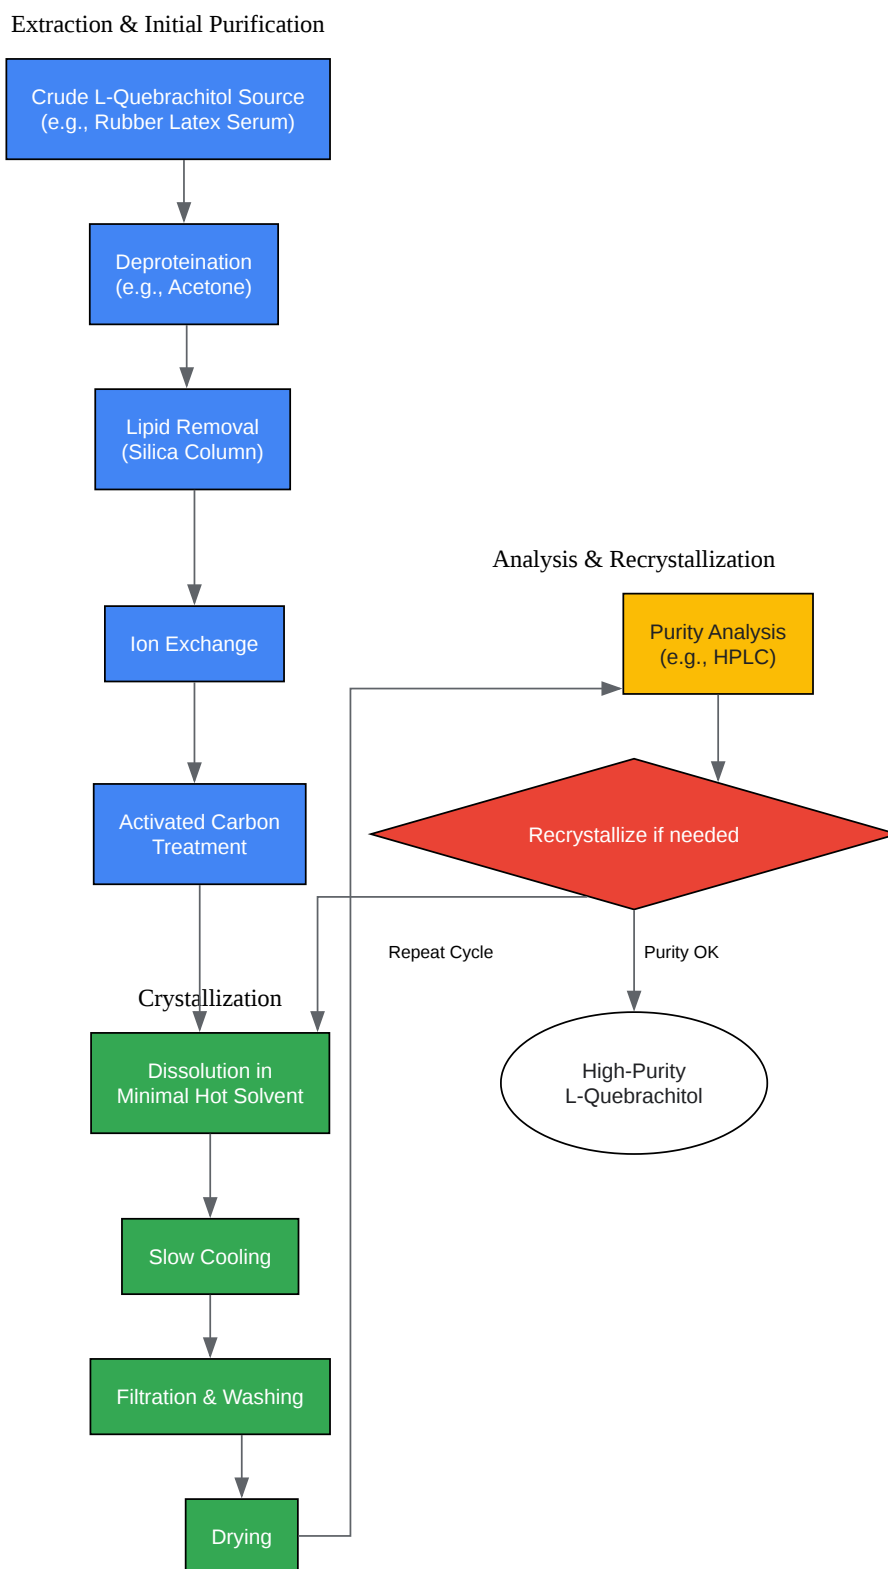 Extraction & Initial Purification
Crude L-Quebrachitol Source
(e.g., Rubber Latex Serum)
Deproteination
(e.g., Acetone)
Lipid Removal
(Silica Column)
Ion Exchange
Activated Carbon
Treatment
Crystallization
Dissolution in
Minimal Hot Solvent
Slow Cooling
Filtration & Washing
Drying
Analysis & Recrystallization
Purity Analysis
(e.g., HPLC)
Recrystallize if needed
Repeat Cycle
Purity OK
High-Purity
L-Quebrachitol